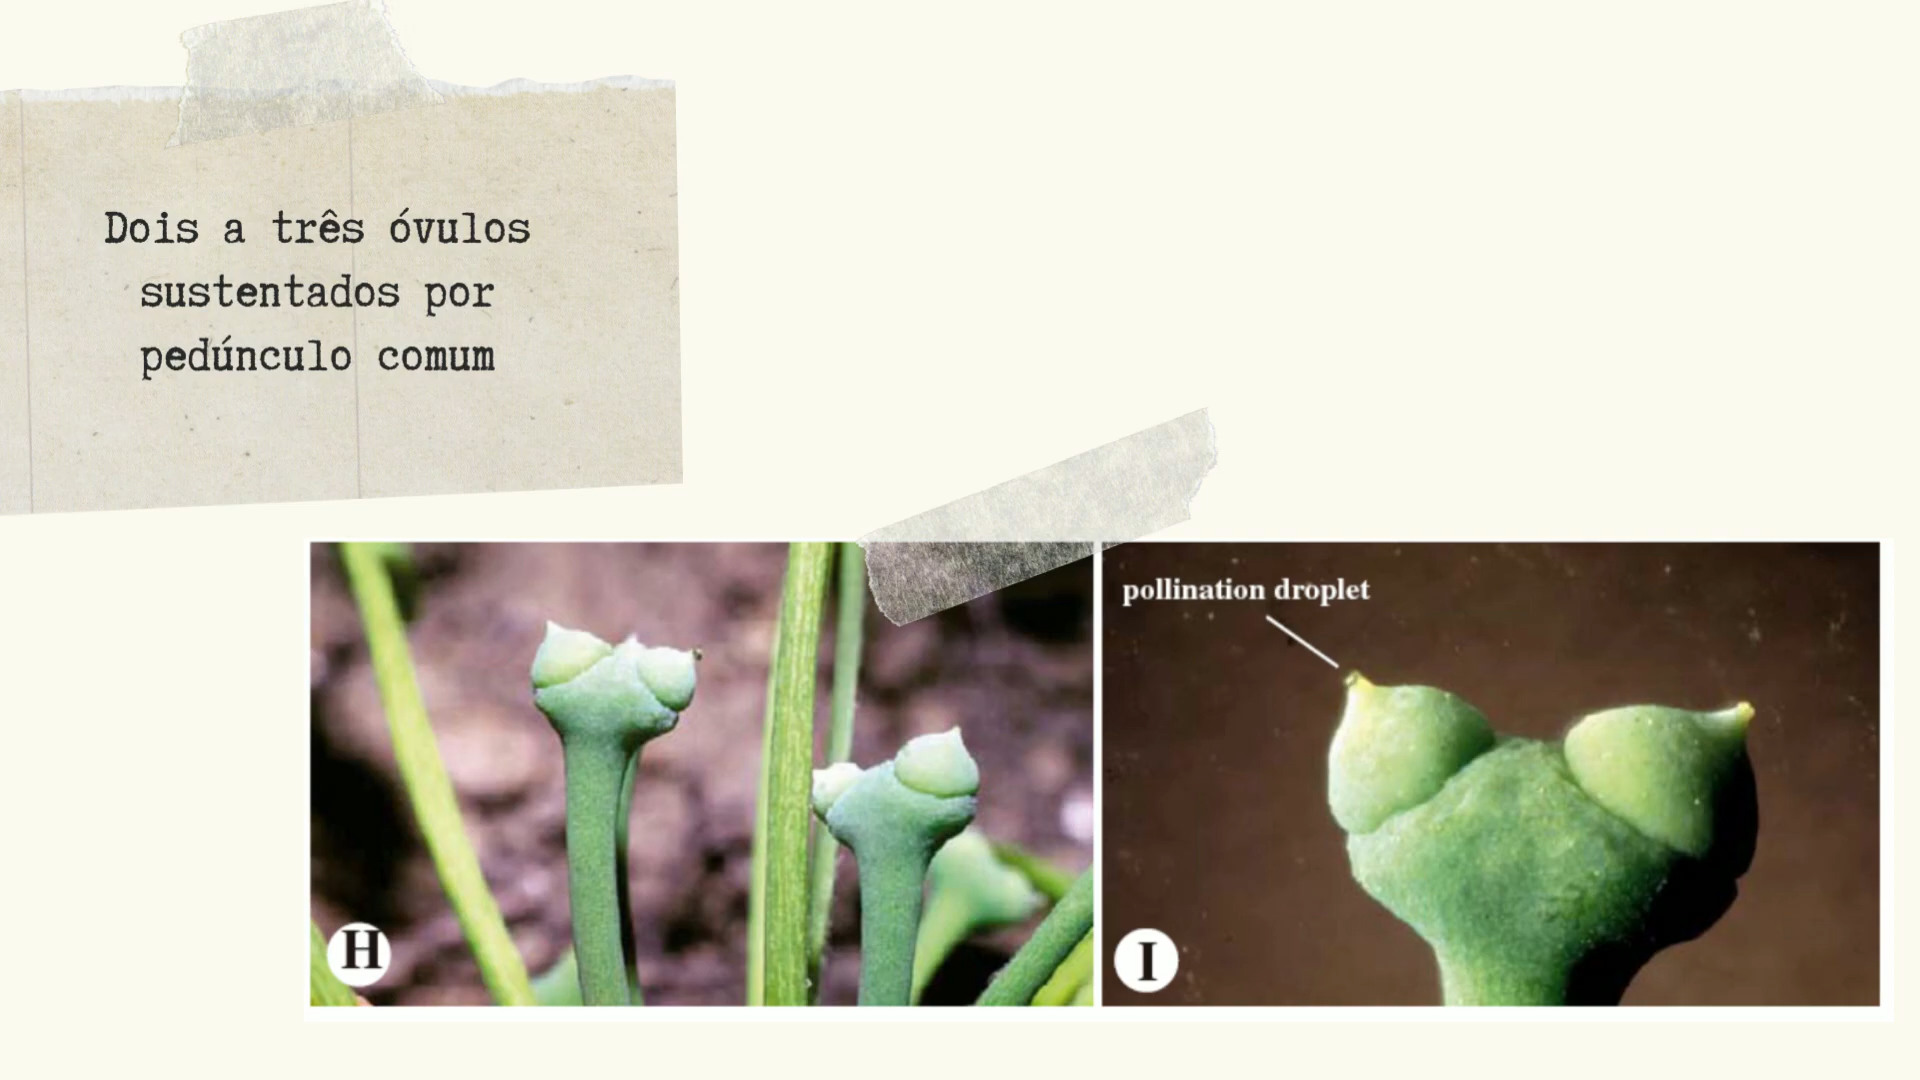 Dois a três óvulos
sustentados por
pedúnculo comum
pollination droplet
H
I